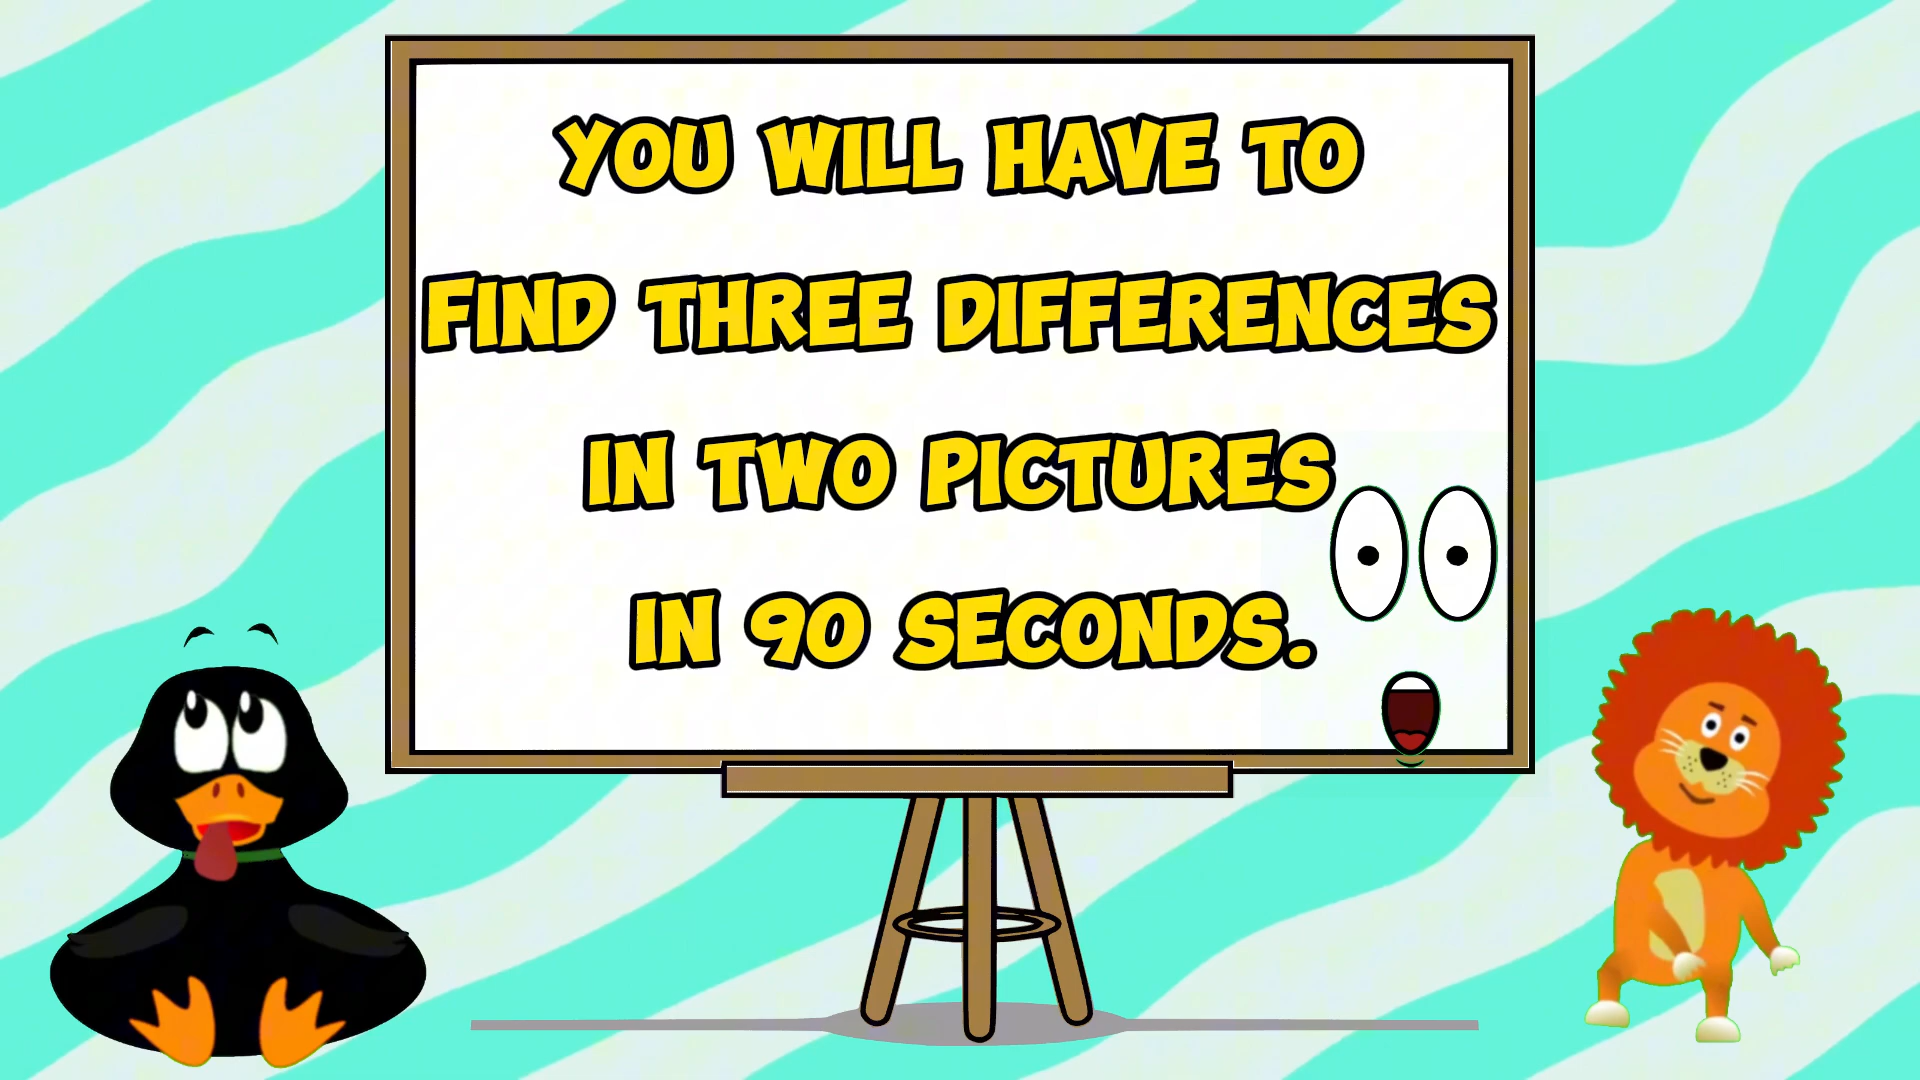 YOU WILL HAVE TO
FIND THREE DIFFERENCES
IN TWO PICTURES
IN 90 SECONDS.